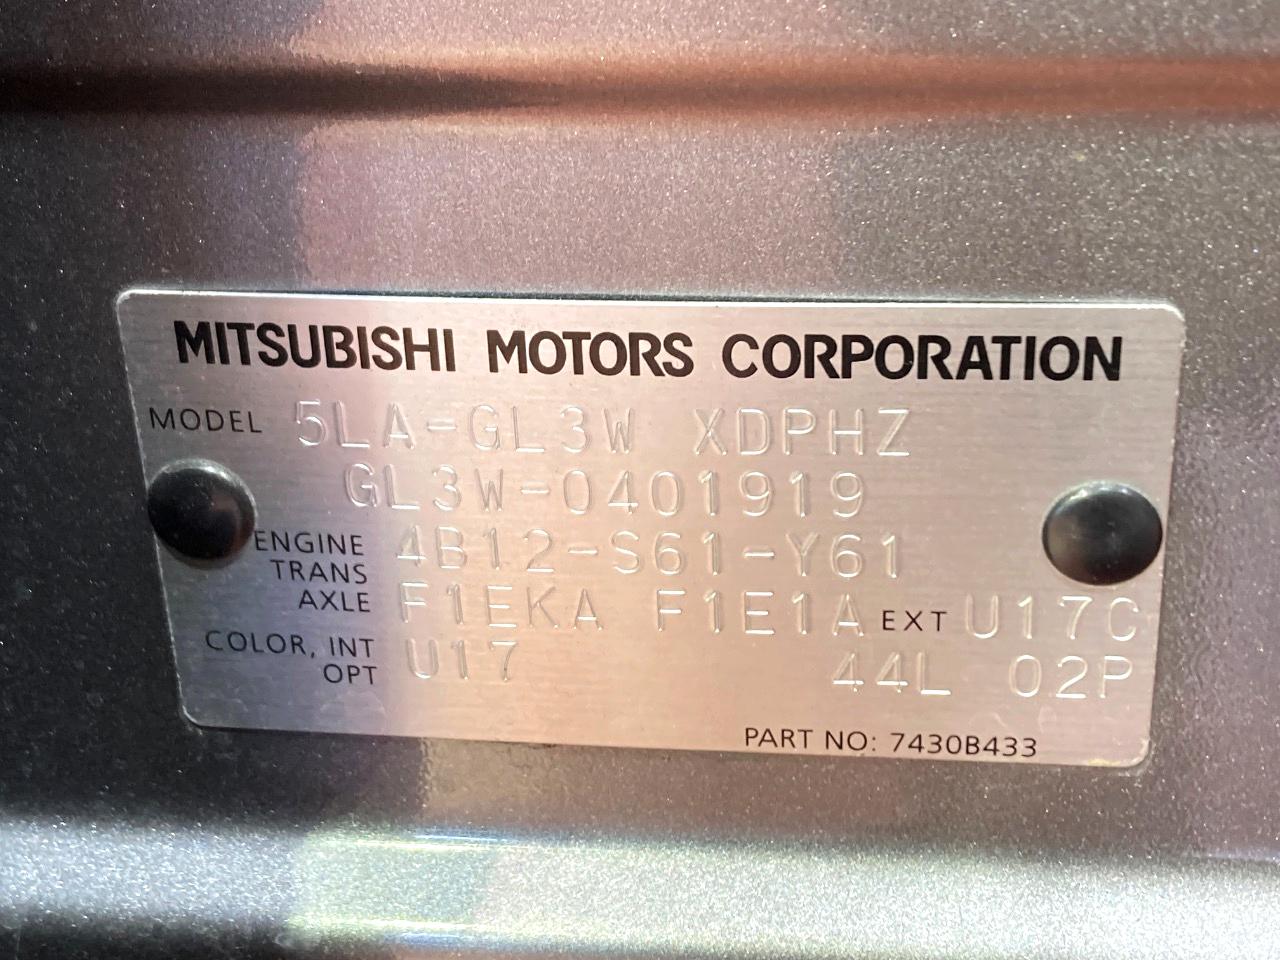 MITSUBISHI MOTORS CORPORATION
MODEL 5LA-GL3W XDPHZ
GL3W-0401919
ENGINE 4B12-S61-Y61
TRANS
AXLE F1EKA F1E1A EXT U17C
COLOR, INT U17
OPT 44L 02P
PART NO: 7430B433